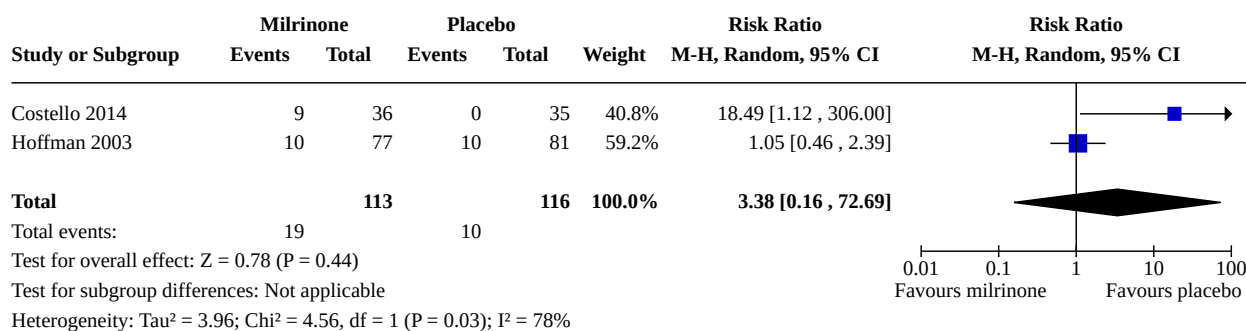 Milrinone Placebo Risk Ratio Risk Ratio
Study or Subgroup Events Total Events Total Weight M-H, Random, 95% CI M-H, Random, 95% CI
Costello 2014 9 36 0 35 40.8% 18.49 [1.12 , 306.00]
Hoffman 2003 10 77 10 81 59.2% 1.05 [0.46 , 2.39]
Total 113 116 100.0% 3.38 [0.16 , 72.69]
Total events: 19 10
Test for overall effect: Z = 0.78 (P = 0.44)
0.01 0.1 1 10 100
Test for subgroup differences: Not applicable
Favours milrinone Favours placebo
Heterogeneity: Tau² = 3.96; Chi² = 4.56, df = 1 (P = 0.03); I² = 78%